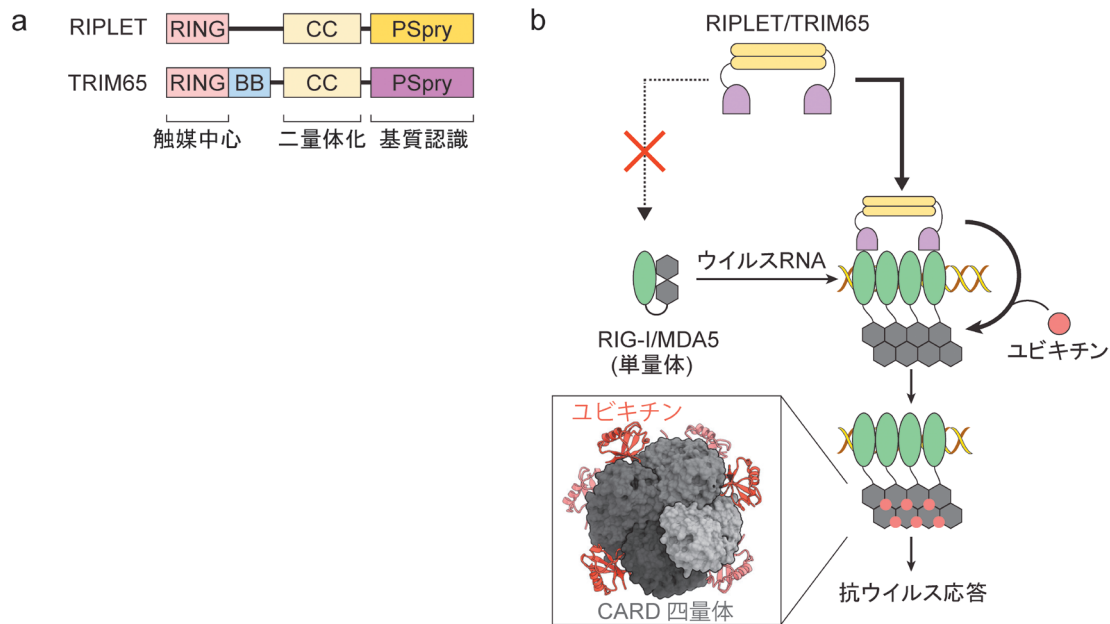 a
RIPLET
RING
CC
PSpry
TRIM65
RING
BB
CC
PSpry
触媒中心
二量体化
基質認識
b
RIPLET/TRIM65
ウイルスRNA
RIG-I/MDA5
(単量体)
ユビキチン
ユビキチン
CARD 四量体
抗ウイルス応答